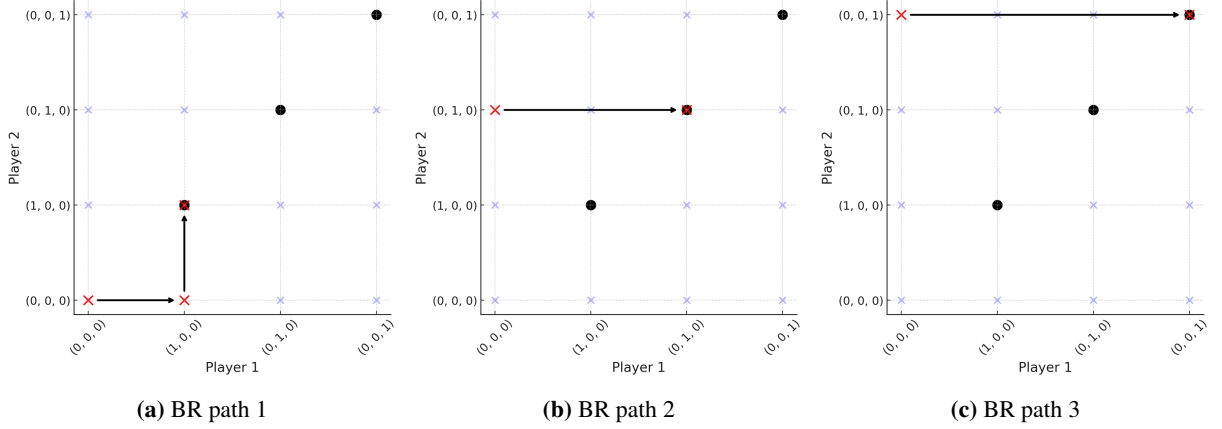 (0, 0, 1)
(0, 1, 0)
(1, 0, 0)
(0, 0, 0)
Player 2
(0, 0, 0)
(1, 0, 0)
(0, 1, 0)
(0, 0, 1)
Player 1
(a) BR path 1
(0, 0, 1)
(0, 1, 0)
(1, 0, 0)
(0, 0, 0)
Player 2
(0, 0, 0)
(1, 0, 0)
(0, 1, 0)
(0, 0, 1)
Player 1
(b) BR path 2
(0, 0, 1)
(0, 1, 0)
(1, 0, 0)
(0, 0, 0)
Player 2
(0, 0, 0)
(1, 0, 0)
(0, 1, 0)
(0, 0, 1)
Player 1
(c) BR path 3